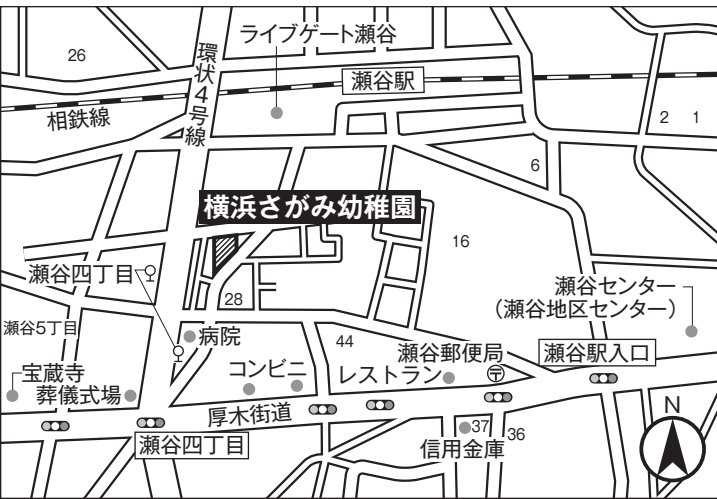 ライブゲート瀬谷
26
環状4号線
瀬谷駅
相鉄線
2
1
6
横浜さがみ幼稚園
16
瀬谷四丁目
28
瀬谷センター
（瀬谷地区センター）
瀬谷5丁目
病院
44
瀬谷郵便局
瀬谷駅入口
宝蔵寺
コンビニ
レストラン
〒
葬儀式場
厚木街道
N
瀬谷四丁目
37
36
信用金庫